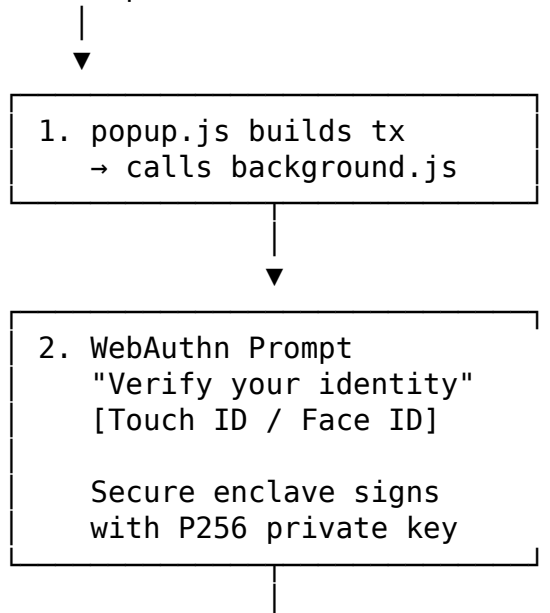 1. popup.js builds tx
→ calls background.js
2. WebAuthn Prompt
"Verify your identity"
[Touch ID / Face ID]
Secure enclave signs
with P256 private key